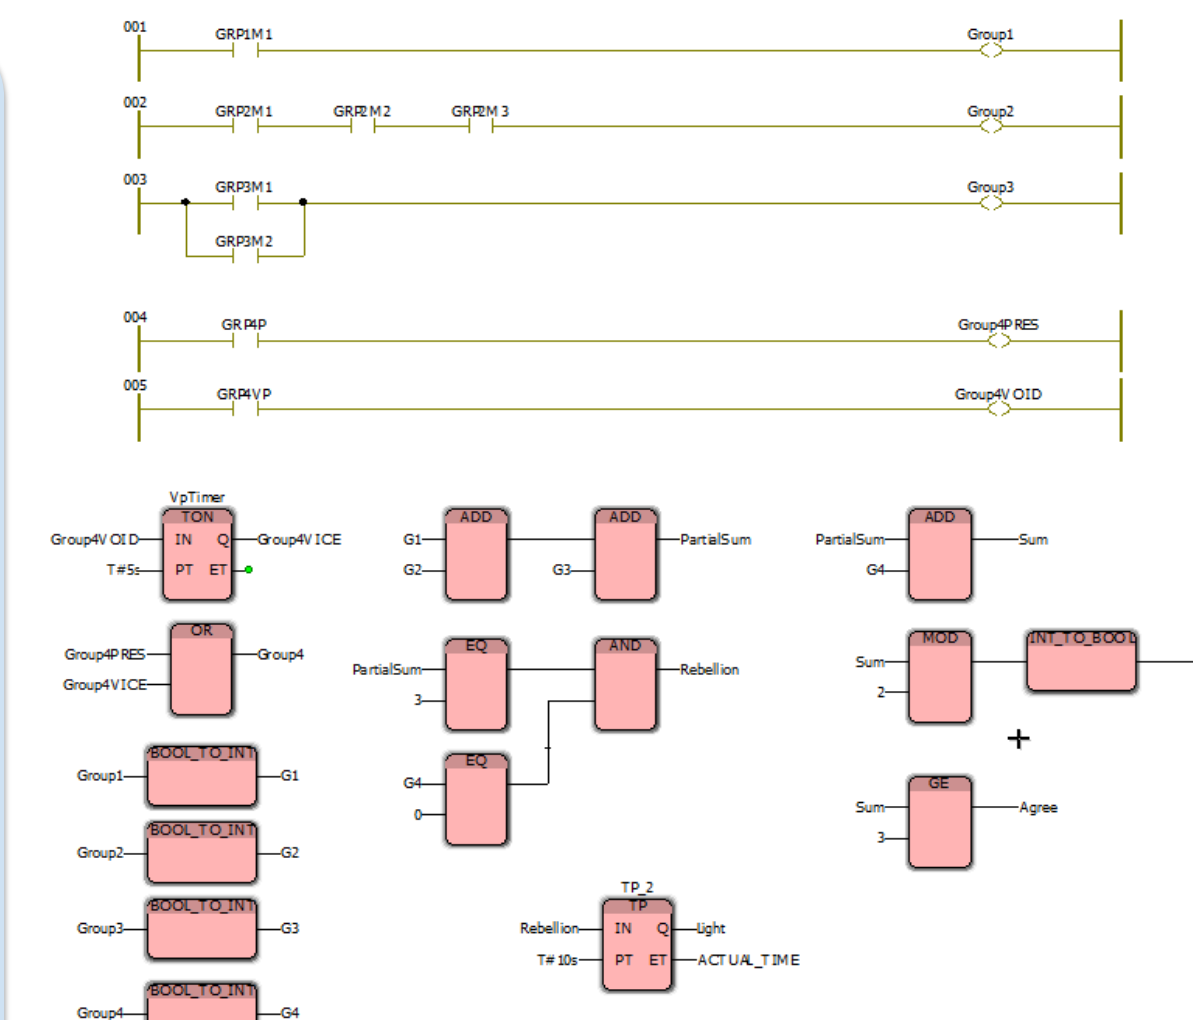 001
GRP1M1
Group1
002
GRP2M1
GRP2M2
GRP2M3
Group2
003
GRP3M1
Group3
GRP3M2
004
GRP4P
Group4PRES
005
GRP4VP
Group4VOID
VpTimer
TON
Group4VOID
IN
Q
Group4VICE
T#5s
PT
ET
OR
Group4PRES
Group4
Group4VICE
BOOL_TO_INT
Group1
G1
BOOL_TO_INT
Group2
G2
BOOL_TO_INT
Group3
G3
BOOL_TO_INT
Group4
G4
ADD
G1
G2
ADD
G3
PartialSum
EQ
PartialSum
3
AND
Rebellion
EQ
G4
0
TP_2
TP
Rebellion
IN
Q
Light
T#10s
PT
ET
ACTUAL_TIME
ADD
PartialSum
Sum
G4
MOD
Sum
2
INT_TO_BOOL
GE
Sum
Agree
3